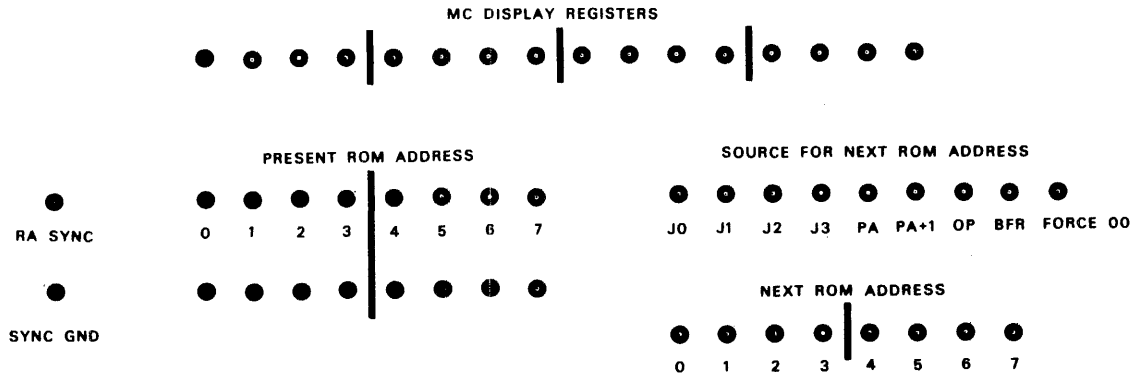 MC DISPLAY REGISTERS
PRESENT ROM ADDRESS
SOURCE FOR NEXT ROM ADDRESS
RA SYNC
0 1 2 3 4 5 6 7
J0 J1 J2 J3 PA PA+1 OP BFR FORCE 00
SYNC GND
NEXT ROM ADDRESS
0 1 2 3 4 5 6 7